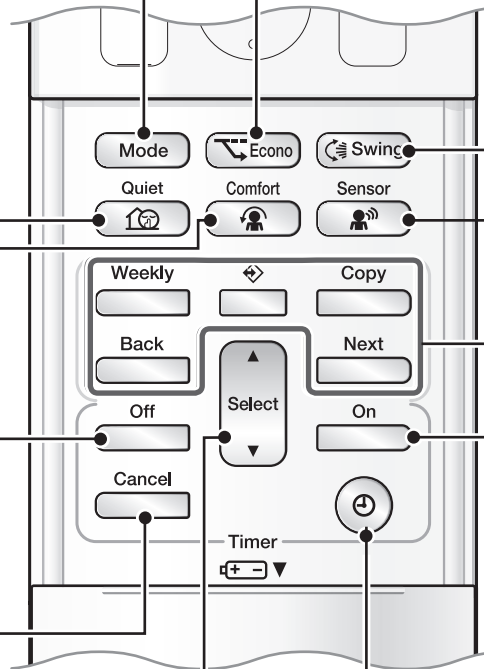 Mode Econo Swing
Quiet Comfort Sensor
Weekly Copy
Back Next
Select
Off On
Cancel
Timer
+ -